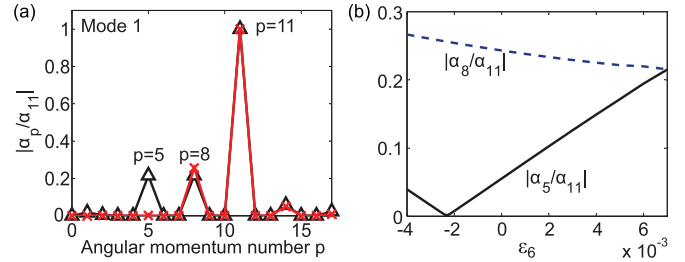 (a)
Mode 1
p=11
p=5
p=8
|α_p/α_11|
1
0.8
0.6
0.4
0.2
0
0 5 10 15
Angular momentum number p
(b)
|α_8/α_11|
|α_5/α_11|
0.3
0.2
0.1
0
-4 -2 0 2 4 6
ε_6
x 10^-3